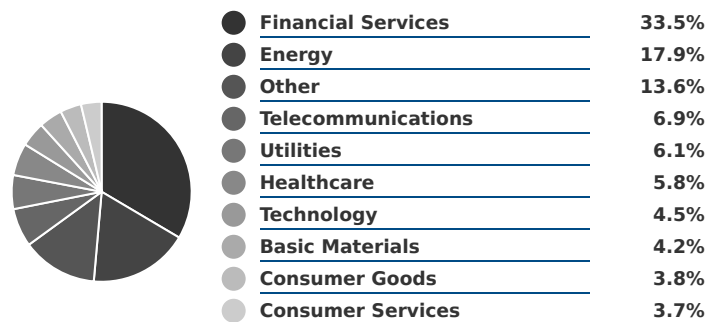 Financial Services 33.5%
Energy 17.9%
Other 13.6%
Telecommunications 6.9%
Utilities 6.1%
Healthcare 5.8%
Technology 4.5%
Basic Materials 4.2%
Consumer Goods 3.8%
Consumer Services 3.7%